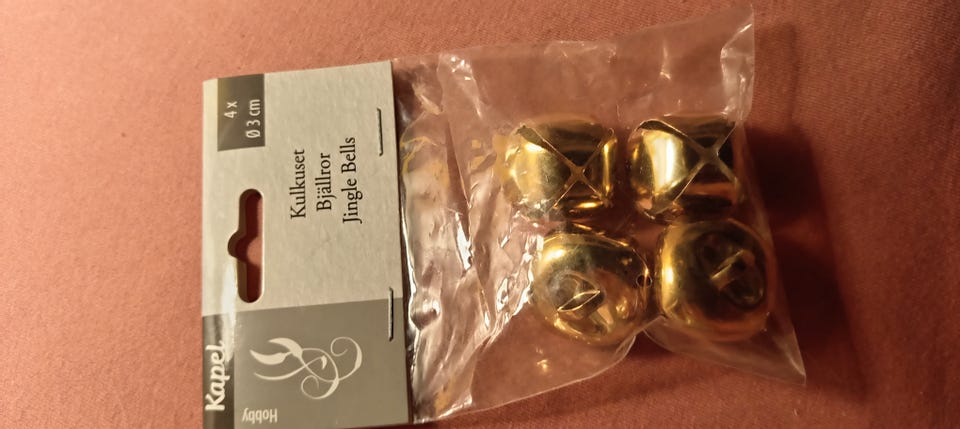 4 x
Ø 3 cm
Kulkuset
Bjällror
Jingle Bells
Kapel
Hobby